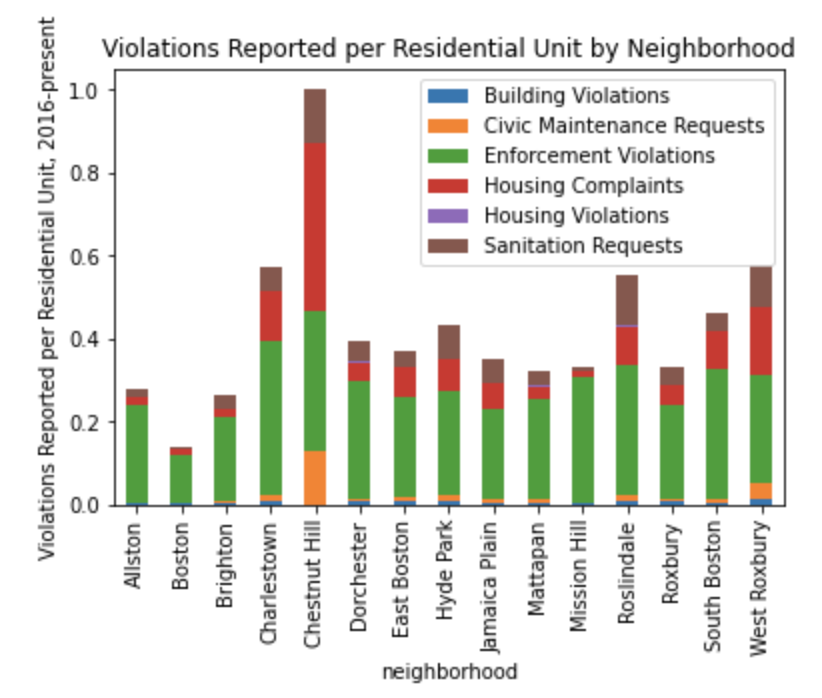 Violations Reported per Residential Unit by Neighborhood
Violations Reported per Residential Unit, 2016-present
1.0
0.8
0.6
0.4
0.2
0.0
Building Violations
Civic Maintenance Requests
Enforcement Violations
Housing Complaints
Housing Violations
Sanitation Requests
Allston
Boston
Brighton
Charlestown
Chestnut Hill
Dorchester
East Boston
Hyde Park
Jamaica Plain
Mattapan
Mission Hill
Roslindale
Roxbury
South Boston
West Roxbury
neighborhood